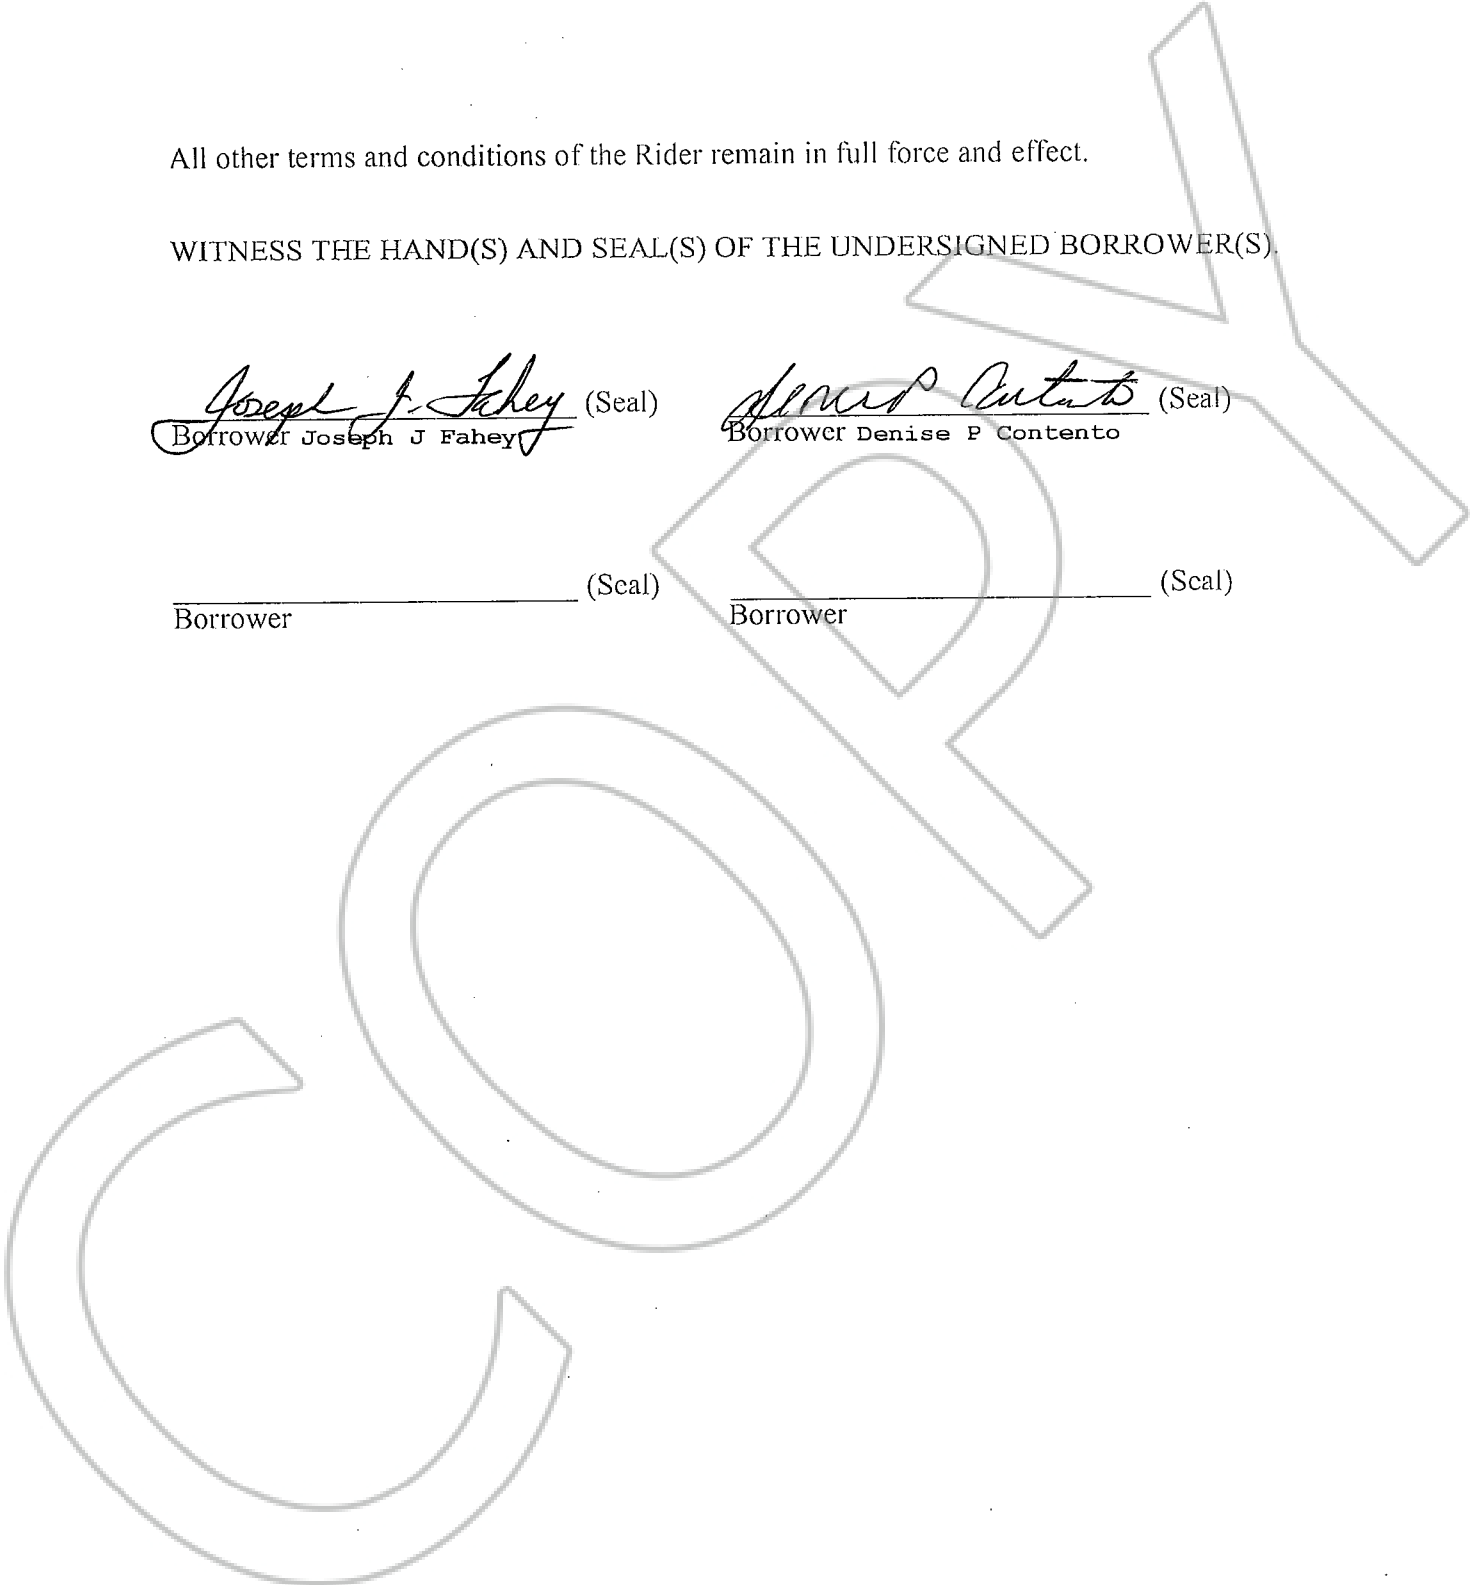 All other terms and conditions of the Rider remain in full force and effect.
WITNESS THE HAND(S) AND SEAL(S) OF THE UNDERSIGNED BORROWER(S).
Joseph J. Fahey (Seal) Denise P Contento (Seal)
Borrower Joseph J Fahey Borrower Denise P Contento
(Seal) (Seal)
Borrower Borrower
COPY